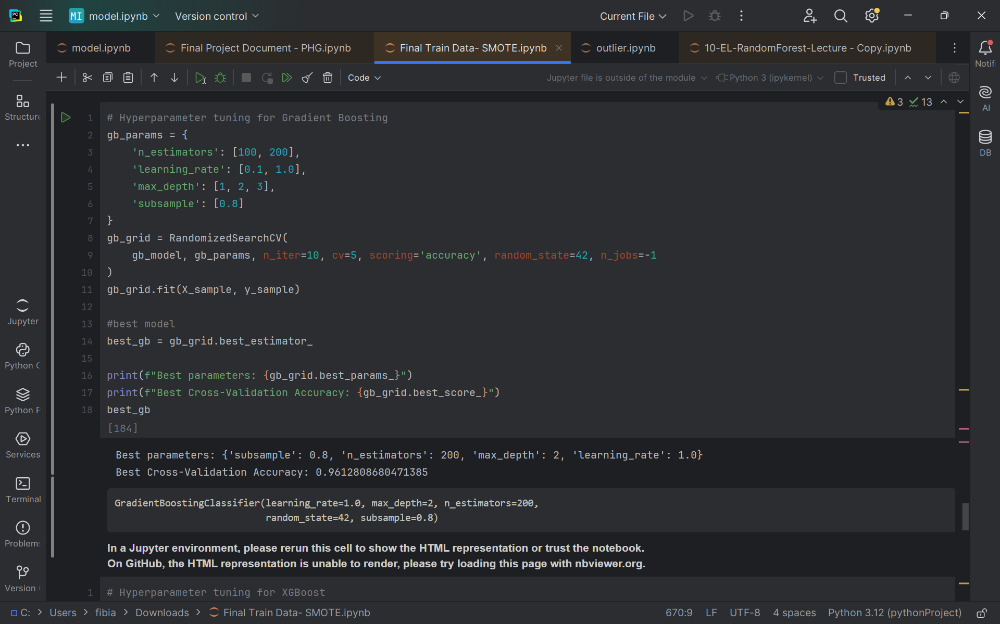 PC
MI model.ipynb
Version control
Current File
model.ipynb
Final Project Document - PHG.ipynb
Final Train Data- SMOTE.ipynb
outlier.ipynb
10-EL-RandomForest-Lecture - Copy.ipynb
Code
Jupyter file is outside of the module
Python 3 (ipykernel)
Trusted
3
13
Project
Structure
Jupyter
Python C
Python P
Services
Terminal
Problems
Version
Notif
AI
DB
1 # Hyperparameter tuning for Gradient Boosting
2 gb_params = {
3     'n_estimators': [100, 200],
4     'learning_rate': [0.1, 1.0],
5     'max_depth': [1, 2, 3],
6     'subsample': [0.8]
7 }
8 gb_grid = RandomizedSearchCV(
9     gb_model, gb_params, n_iter=10, cv=5, scoring='accuracy', random_state=42, n_jobs=-1
10 )
11 gb_grid.fit(X_sample, y_sample)
12
13 #best model
14 best_gb = gb_grid.best_estimator_
15
16 print(f"Best parameters: {gb_grid.best_params_}")
17 print(f"Best Cross-Validation Accuracy: {gb_grid.best_score_}")
18 best_gb
[184]
Best parameters: {'subsample': 0.8, 'n_estimators': 200, 'max_depth': 2, 'learning_rate': 1.0}
Best Cross-Validation Accuracy: 0.9612808680471385
GradientBoostingClassifier(learning_rate=1.0, max_depth=2, n_estimators=200,
                           random_state=42, subsample=0.8)
In a Jupyter environment, please rerun this cell to show the HTML representation or trust the notebook.
On GitHub, the HTML representation is unable to render, please try loading this page with nbviewer.org.
1 # Hyperparameter tuning for XGBoost
C: > Users > fibia > Downloads > Final Train Data- SMOTE.ipynb
670:9
LF
UTF-8
4 spaces
Python 3.12 (pythonProject)